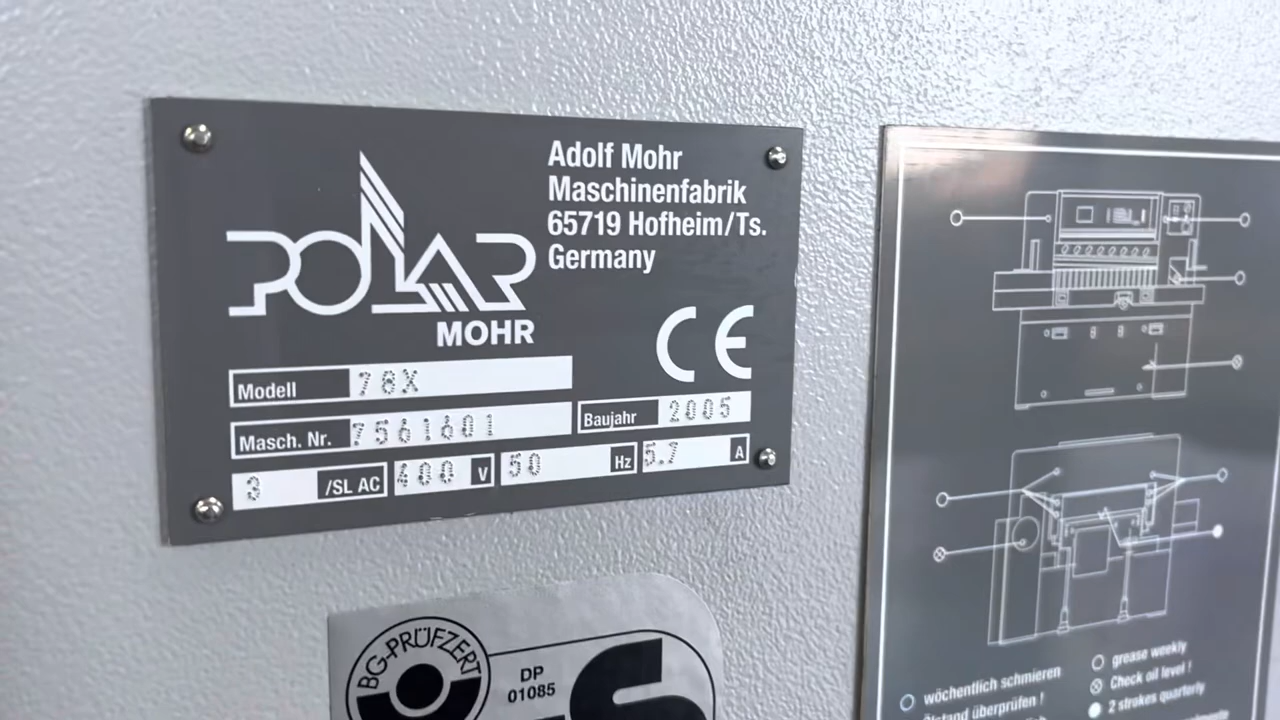 Adolf Mohr
Maschinenfabrik
65719 Hofheim/Ts.
Germany
POLAR
MOHR
CE
Modell 78X
Masch. Nr. 7561601
Baujahr 2005
3 /SL AC 400 V 50 Hz 5.7 A
BG-PRÜFZERT
DP
01085
S
wöchentlich schmieren
Ölstand überprüfen !
grease weekly
Check oil level !
2 strokes quarterly